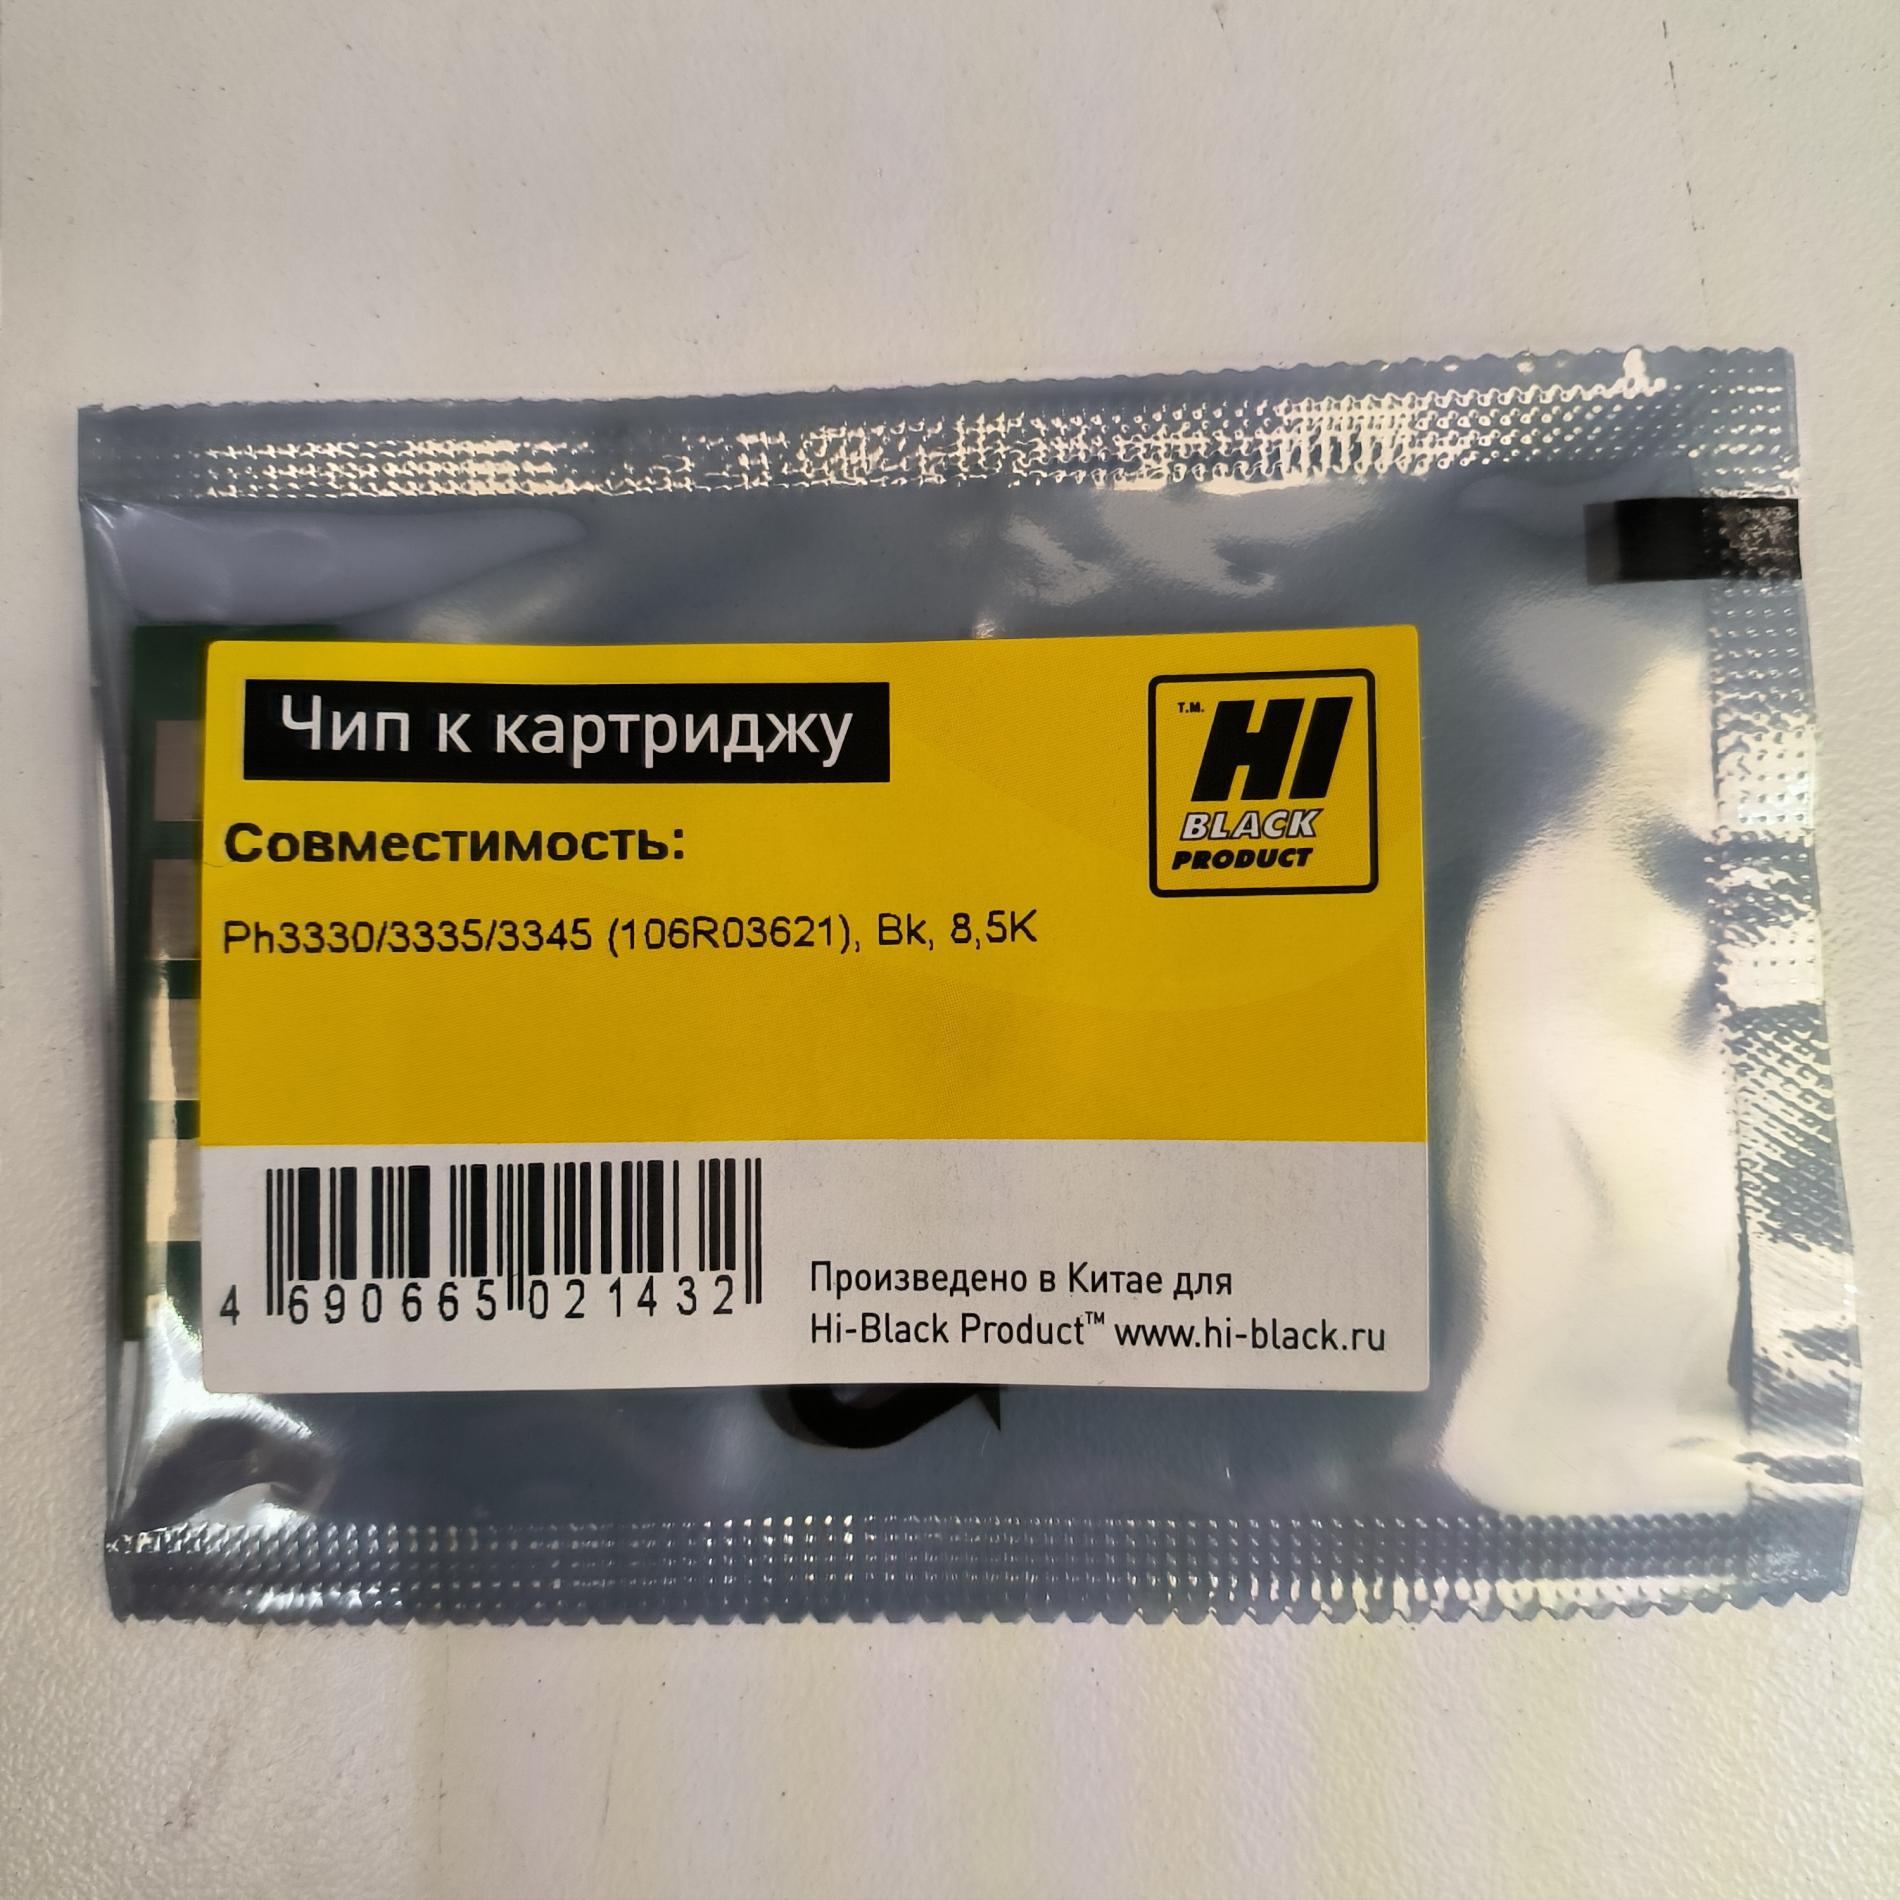 Чип к картриджу
T.M.
HI
BLACK
PRODUCT
Совместимость:
Ph3330/3335/3345 (106R03621), Bk, 8,5K
4 690665 021432
Произведено в Китае для
Hi-Black Product™ www.hi-black.ru